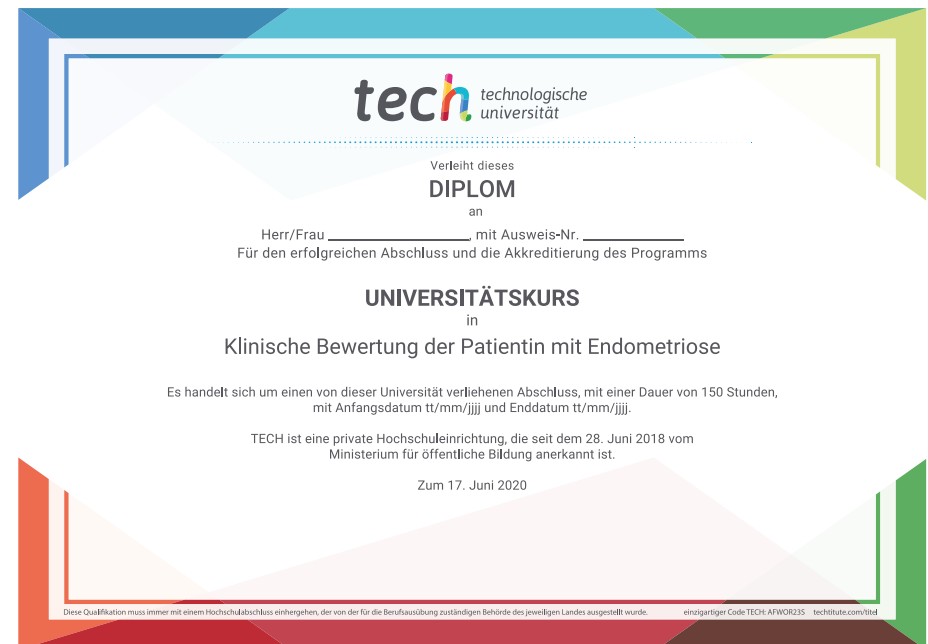 tech technologische
universität
Verleiht dieses
DIPLOM
an
Herr/Frau ____________________, mit Ausweis-Nr. ______________
Für den erfolgreichen Abschluss und die Akkreditierung des Programms
UNIVERSITÄTSKURS
in
Klinische Bewertung der Patientin mit Endometriose
Es handelt sich um einen von dieser Universität verliehenen Abschluss, mit einer Dauer von 150 Stunden,
mit Anfangsdatum tt/mm/jjjj und Enddatum tt/mm/jjjj.
TECH ist eine private Hochschuleinrichtung, die seit dem 28. Juni 2018 vom
Ministerium für öffentliche Bildung anerkannt ist.
Zum 17. Juni 2020
Diese Qualifikation muss immer mit einem Hochschulabschluss einhergehen, der von der für die Berufsausübung zuständigen Behörde des jeweiligen Landes ausgestellt wurde. einzigartiger Code TECH: AFWOR23S techtitute.com/titel